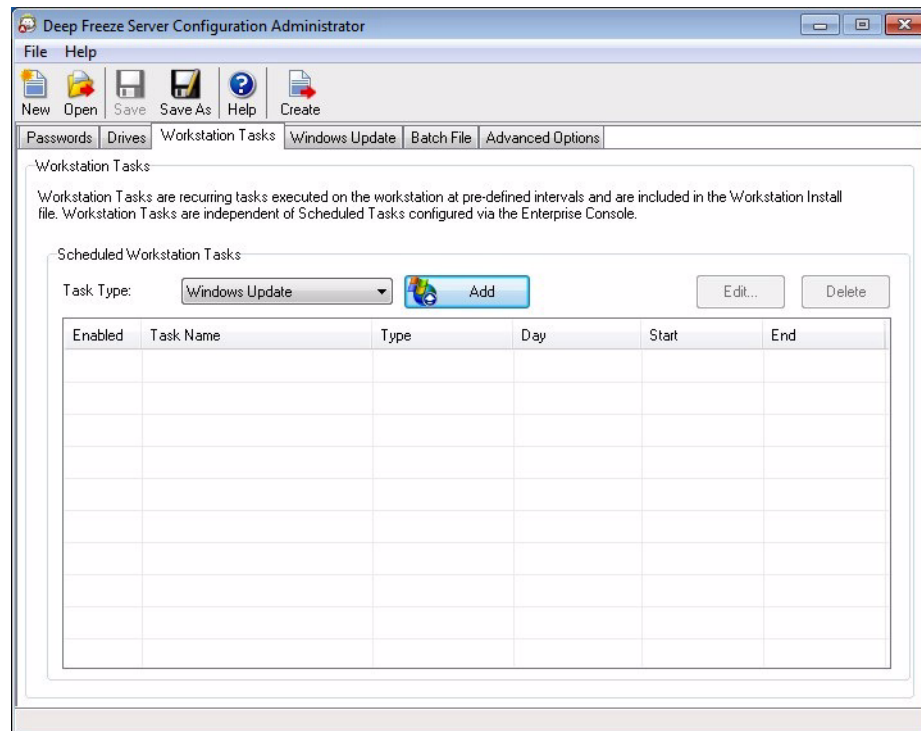 Deep Freeze Server Configuration Administrator
File Help
New Open Save Save As Help Create
Passwords Drives Workstation Tasks Windows Update Batch File Advanced Options
Workstation Tasks
Workstation Tasks are recurring tasks executed on the workstation at pre-defined intervals and are included in the Workstation Install
file. Workstation Tasks are independent of Scheduled Tasks configured via the Enterprise Console.
Scheduled Workstation Tasks
Task Type: Windows Update Add Edit... Delete
Enabled Task Name Type Day Start End